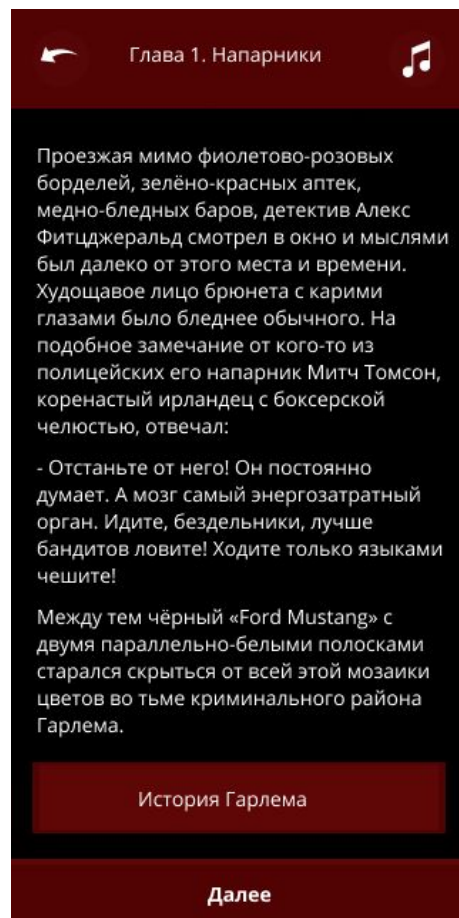 Глава 1. Напарники
Проезжая мимо фиолетово-розовых
борделей, зелёно-красных аптек,
медно-бледных баров, детектив Алекс
Фитцджеральд смотрел в окно и мыслями
был далеко от этого места и времени.
Худощавое лицо брюнета с карими
глазами было бледнее обычного. На
подобное замечание от кого-то из
полицейских его напарник Митч Томсон,
коренастый ирландец с боксерской
челюстью, отвечал:
- Отстаньте от него! Он постоянно
думает. А мозг самый энергозатратный
орган. Идите, бездельники, лучше
бандитов ловите! Ходите только языками
чешите!
Между тем чёрный «Ford Mustang» с
двумя параллельно-белыми полосками
старался скрыться от всей этой мозаики
цветов во тьме криминального района
Гарлема.
История Гарлема
Далее